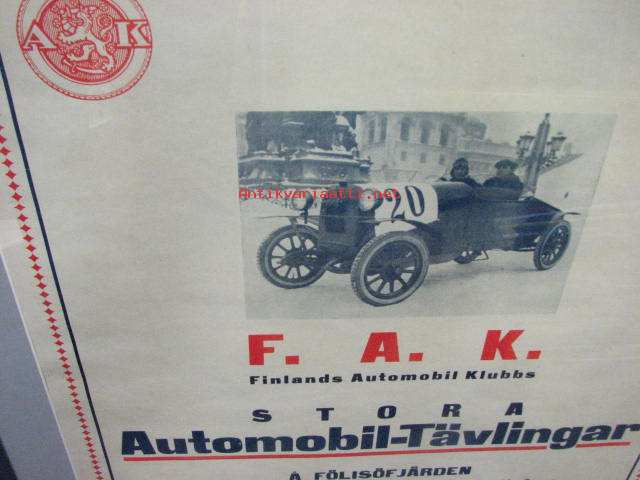 A K
Antikvariaatti.net
20
F. A. K.
Finlands Automobil Klubbs
STORA
Automobil-Tävlingar
Å FÖLISÖFJÄRDEN